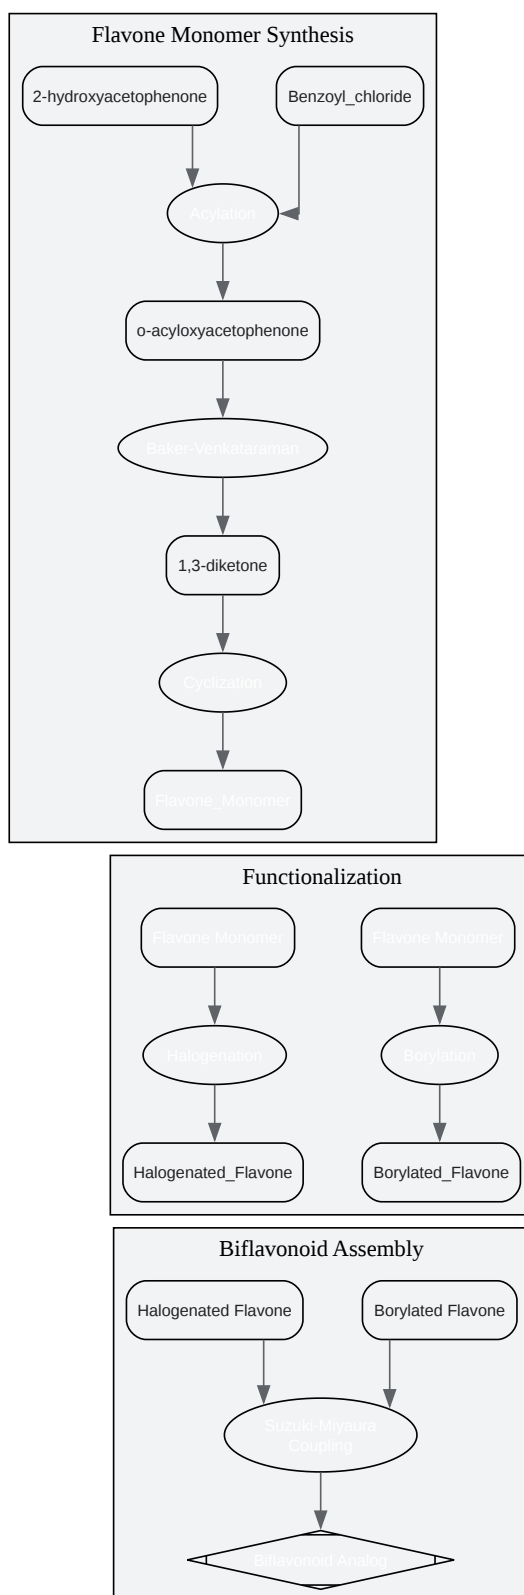 Flavone Monomer Synthesis
2-hydroxyacetophenone
Benzoyl_chloride
Acylation
o-acyloxyacetophenone
Baker-Venkataraman
1,3-diketone
Cyclization
Flavone_Monomer
Functionalization
Flavone Monomer
Flavone Monomer
Halogenation
Borylation
Halogenated_Flavone
Borylated_Flavone
Biflavonoid Assembly
Halogenated Flavone
Borylated Flavone
Suzuki-Miyaura
Coupling
Biflavonoid Analog